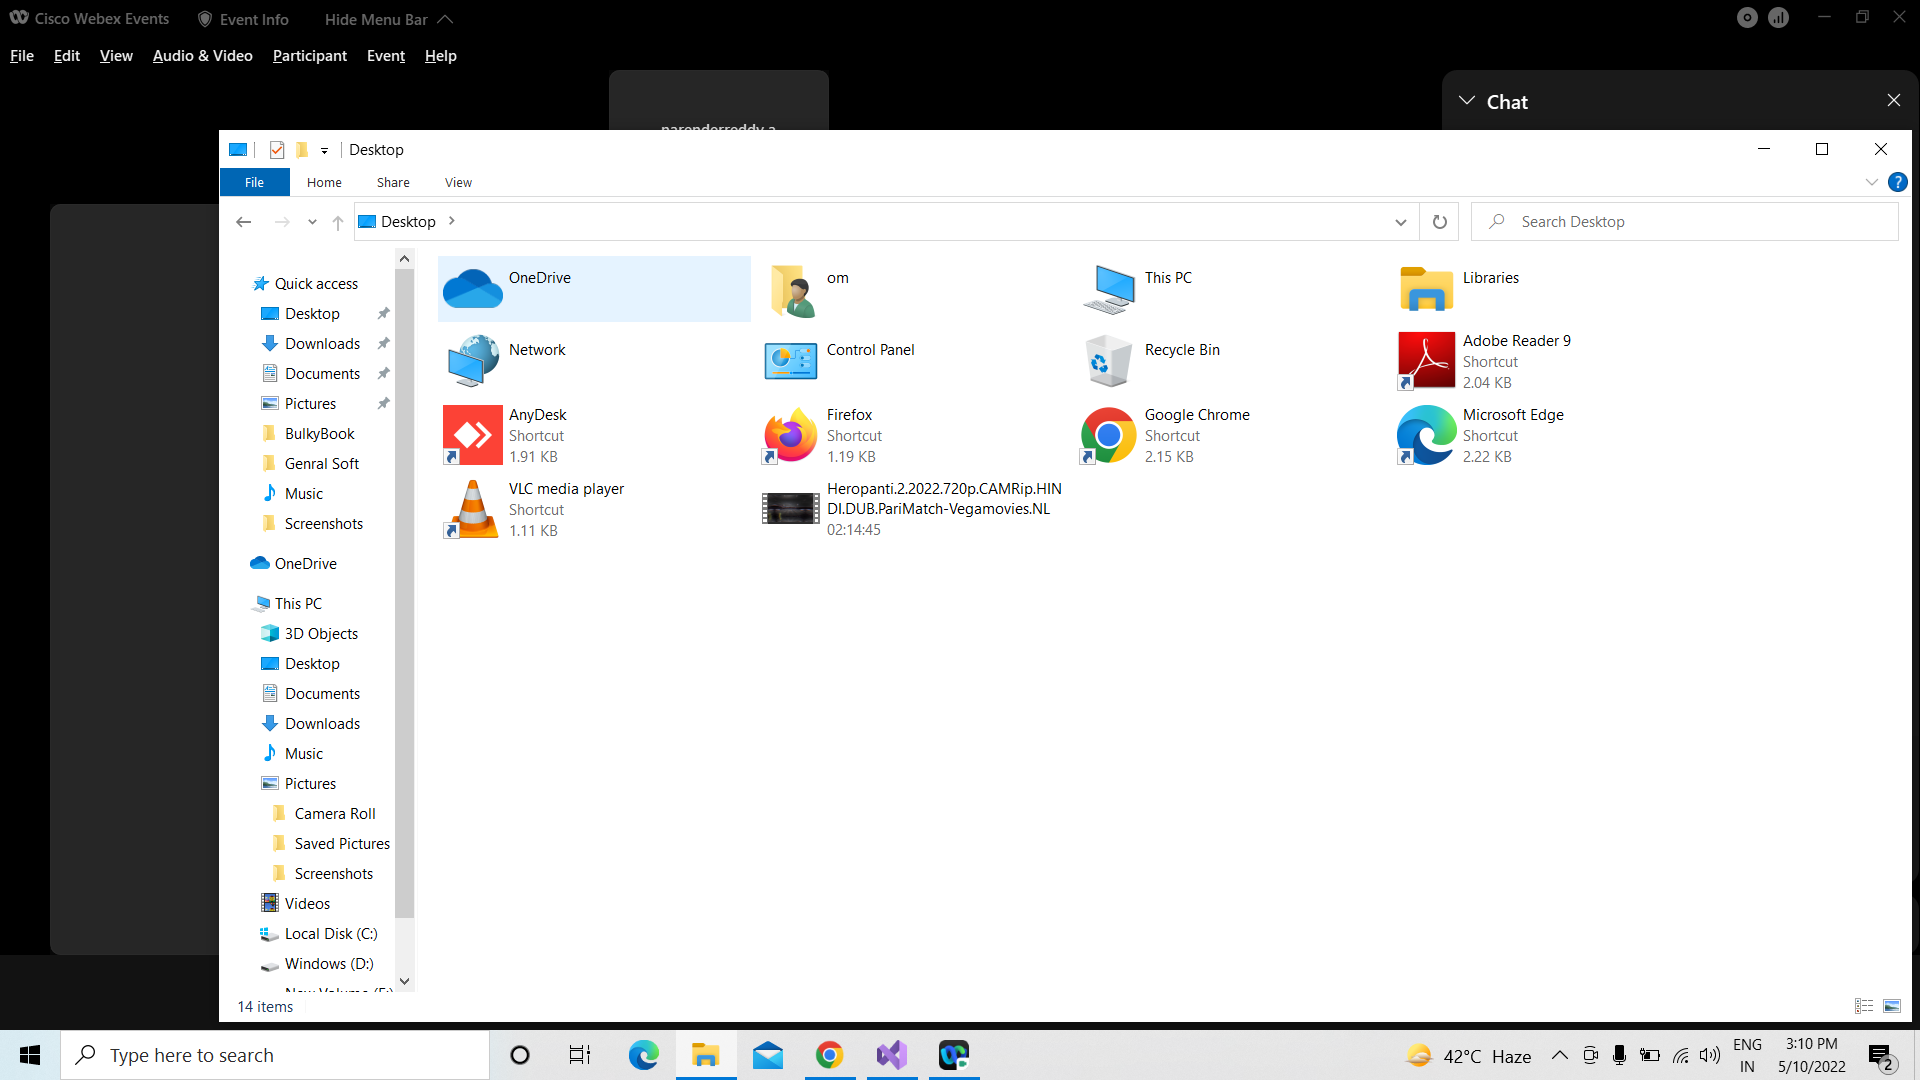 Cisco Webex Events
Event Info
Hide Menu Bar
File Edit View Audio & Video Participant Event Help
Chat
Desktop
File Home Share View
Desktop
Search Desktop
Quick access
Desktop
Downloads
Documents
Pictures
BulkyBook
Genral Soft
Music
Screenshots
OneDrive
This PC
3D Objects
Desktop
Documents
Downloads
Music
Pictures
Camera Roll
Saved Pictures
Screenshots
Videos
Local Disk (C:)
Windows (D:)
OneDrive
om
This PC
Libraries
Network
Control Panel
Recycle Bin
Adobe Reader 9
Shortcut
2.04 KB
AnyDesk
Shortcut
1.91 KB
Firefox
Shortcut
1.19 KB
Google Chrome
Shortcut
2.15 KB
Microsoft Edge
Shortcut
2.22 KB
VLC media player
Shortcut
1.11 KB
Heropanti.2.2022.720p.CAMRip.HIN
DI.DUB.PariMatch-Vegamovies.NL
02:14:45
14 items
Type here to search
42°C Haze
ENG
IN
3:10 PM
5/10/2022
2